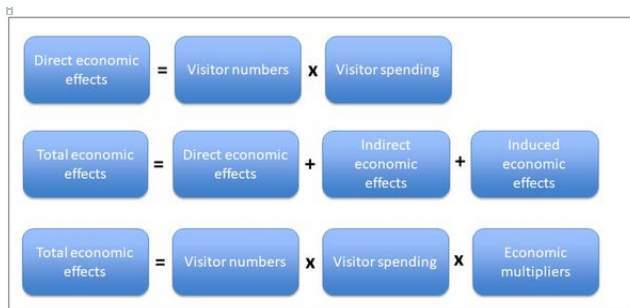 Direct economic effects = Visitor numbers x Visitor spending
Total economic effects = Direct economic effects + Indirect economic effects + Induced economic effects
Total economic effects = Visitor numbers x Visitor spending x Economic multipliers